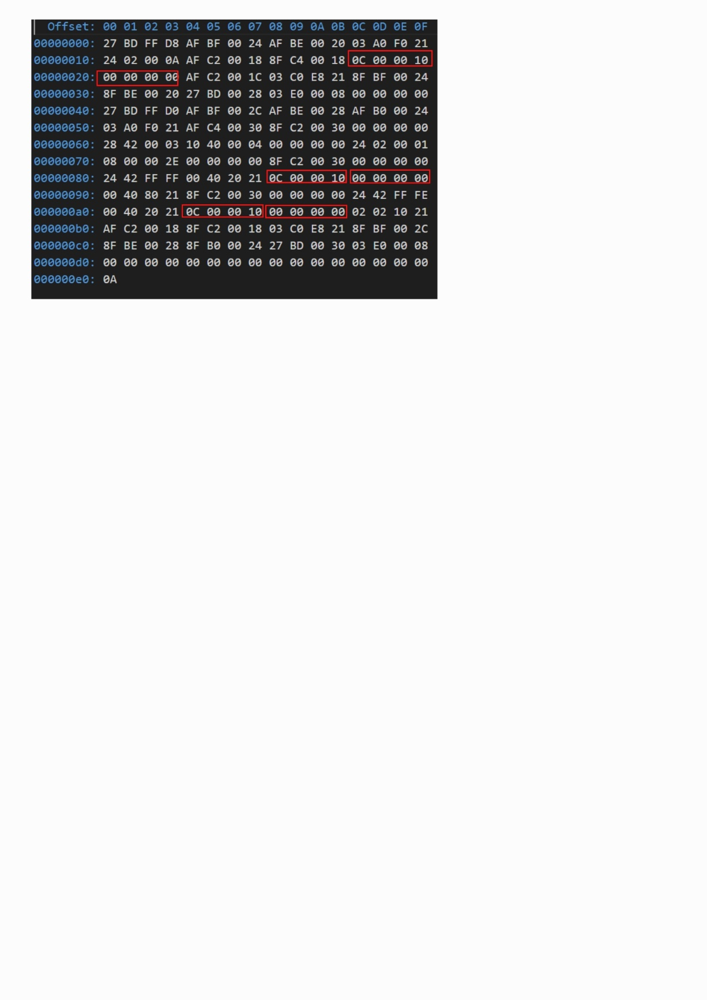 Offset: 00 01 02 03 04 05 06 07 08 09 0A 0B 0C 0D 0E 0F
00000000: 27 BD FF D8 AF BF 00 24 AF BE 00 20 03 A0 F0 21
00000010: 24 02 00 0A AF C2 00 18 8F C4 00 18 0C 00 00 10
00000020: 00 00 00 00 AF C2 00 1C 03 C0 E8 21 8F BF 00 24
00000030: 8F BE 00 20 27 BD 00 28 03 E0 00 08 00 00 00 00
00000040: 27 BD FF D0 AF BF 00 2C AF BE 00 28 AF B0 00 24
00000050: 03 A0 F0 21 AF C4 00 30 8F C2 00 30 00 00 00 00
00000060: 28 42 00 03 10 40 00 04 00 00 00 00 24 02 00 01
00000070: 08 00 00 2E 00 00 00 00 8F C2 00 30 00 00 00 00
00000080: 24 42 FF FF 00 40 20 21 0C 00 00 10 00 00 00 00
00000090: 00 40 80 21 8F C2 00 30 00 00 00 00 24 42 FF FE
000000a0: 00 40 20 21 0C 00 00 10 00 00 00 00 02 02 10 21
000000b0: AF C2 00 18 8F C2 00 18 03 C0 E8 21 8F BF 00 2C
000000c0: 8F BE 00 28 8F B0 00 24 27 BD 00 30 03 E0 00 08
000000d0: 00 00 00 00 00 00 00 00 00 00 00 00 00 00 00 00
000000e0: 0A